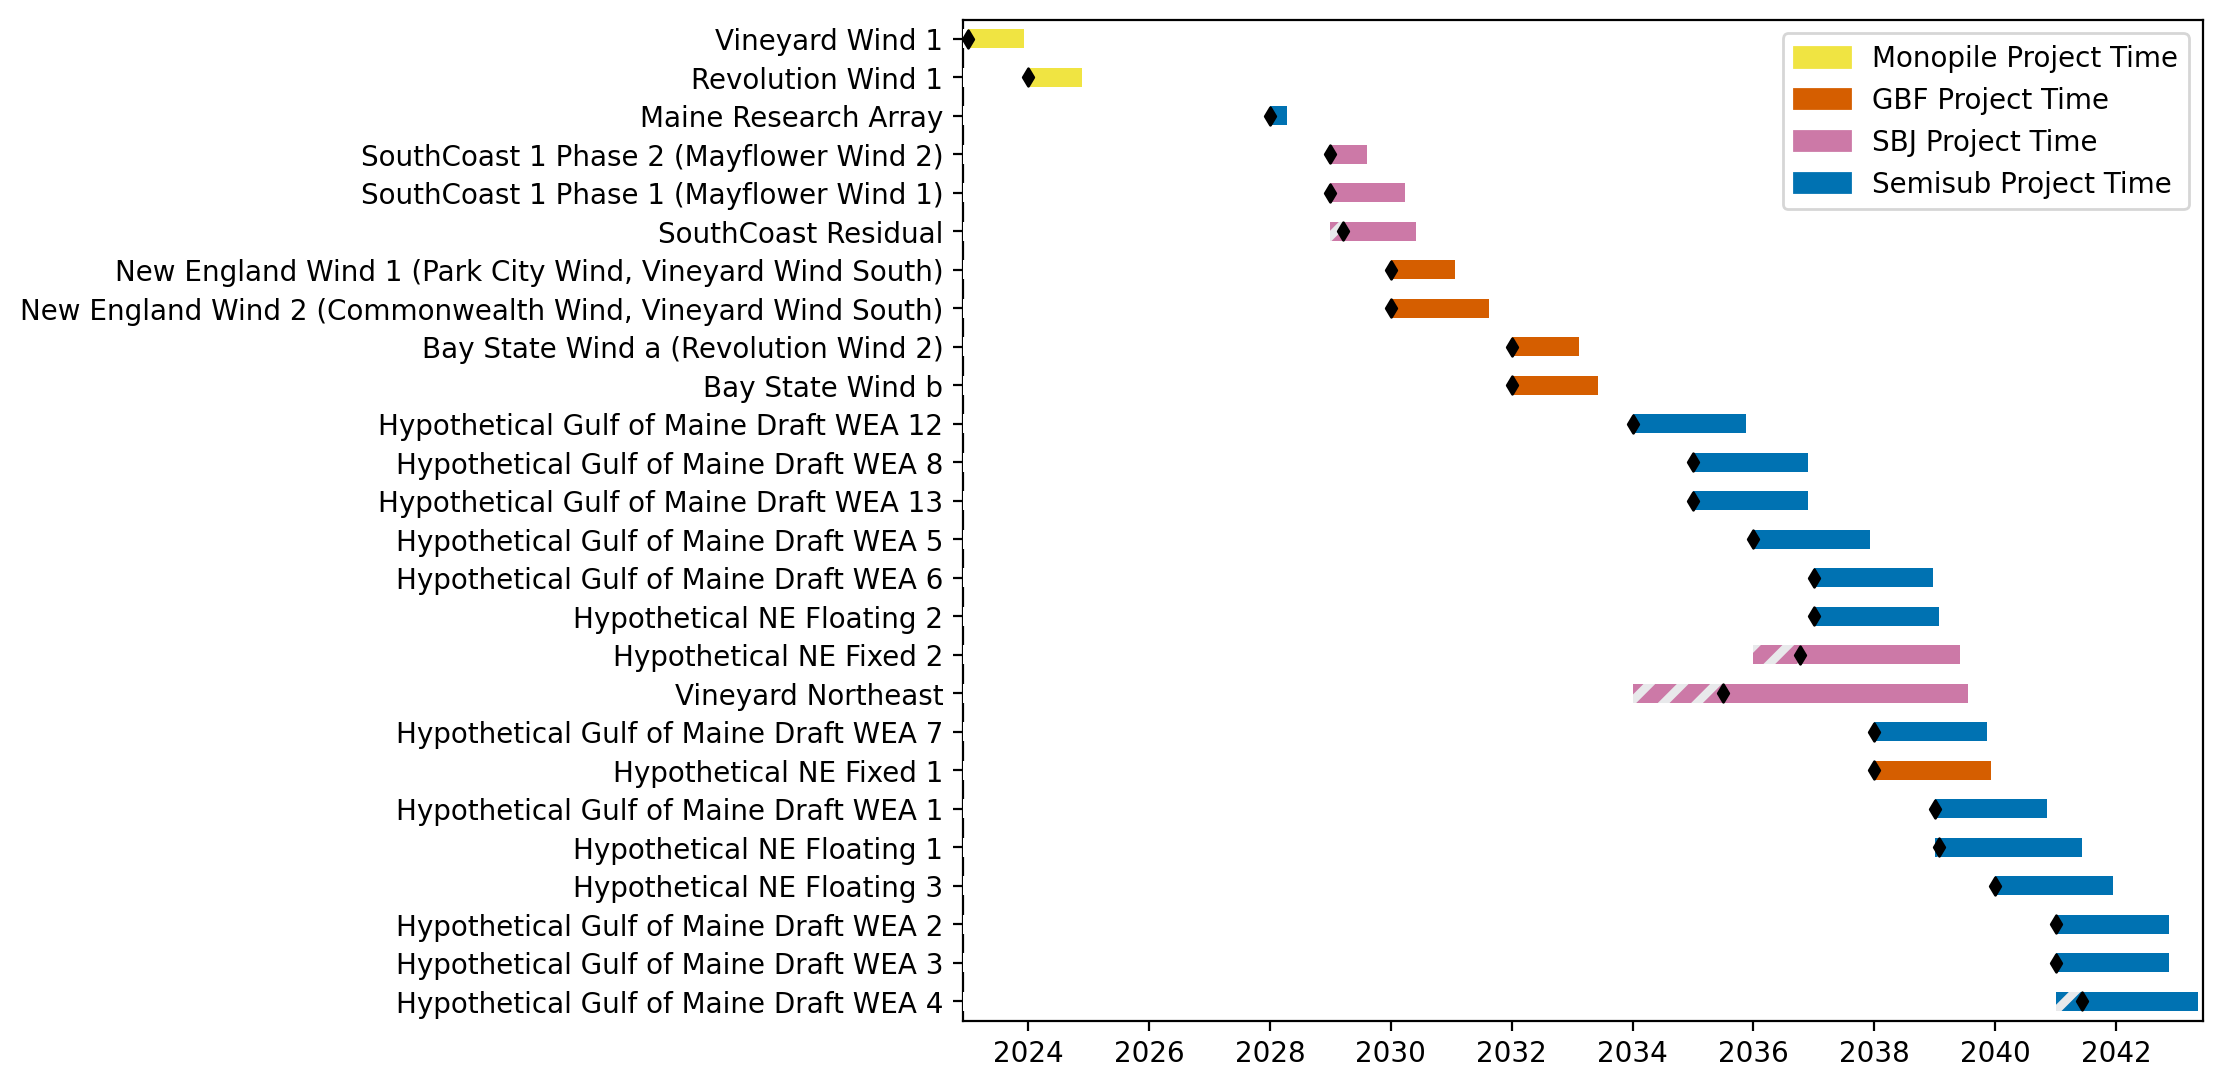 Vineyard Wind 1
Revolution Wind 1
Maine Research Array
SouthCoast 1 Phase 2 (Mayflower Wind 2)
SouthCoast 1 Phase 1 (Mayflower Wind 1)
SouthCoast Residual
New England Wind 1 (Park City Wind, Vineyard Wind South)
New England Wind 2 (Commonwealth Wind, Vineyard Wind South)
Bay State Wind a (Revolution Wind 2)
Bay State Wind b
Hypothetical Gulf of Maine Draft WEA 12
Hypothetical Gulf of Maine Draft WEA 8
Hypothetical Gulf of Maine Draft WEA 13
Hypothetical Gulf of Maine Draft WEA 5
Hypothetical Gulf of Maine Draft WEA 6
Hypothetical NE Floating 2
Hypothetical NE Fixed 2
Vineyard Northeast
Hypothetical Gulf of Maine Draft WEA 7
Hypothetical NE Fixed 1
Hypothetical Gulf of Maine Draft WEA 1
Hypothetical NE Floating 1
Hypothetical NE Floating 3
Hypothetical Gulf of Maine Draft WEA 2
Hypothetical Gulf of Maine Draft WEA 3
Hypothetical Gulf of Maine Draft WEA 4
Monopile Project Time
GBF Project Time
SBJ Project Time
Semisub Project Time
2024 2026 2028 2030 2032 2034 2036 2038 2040 2042